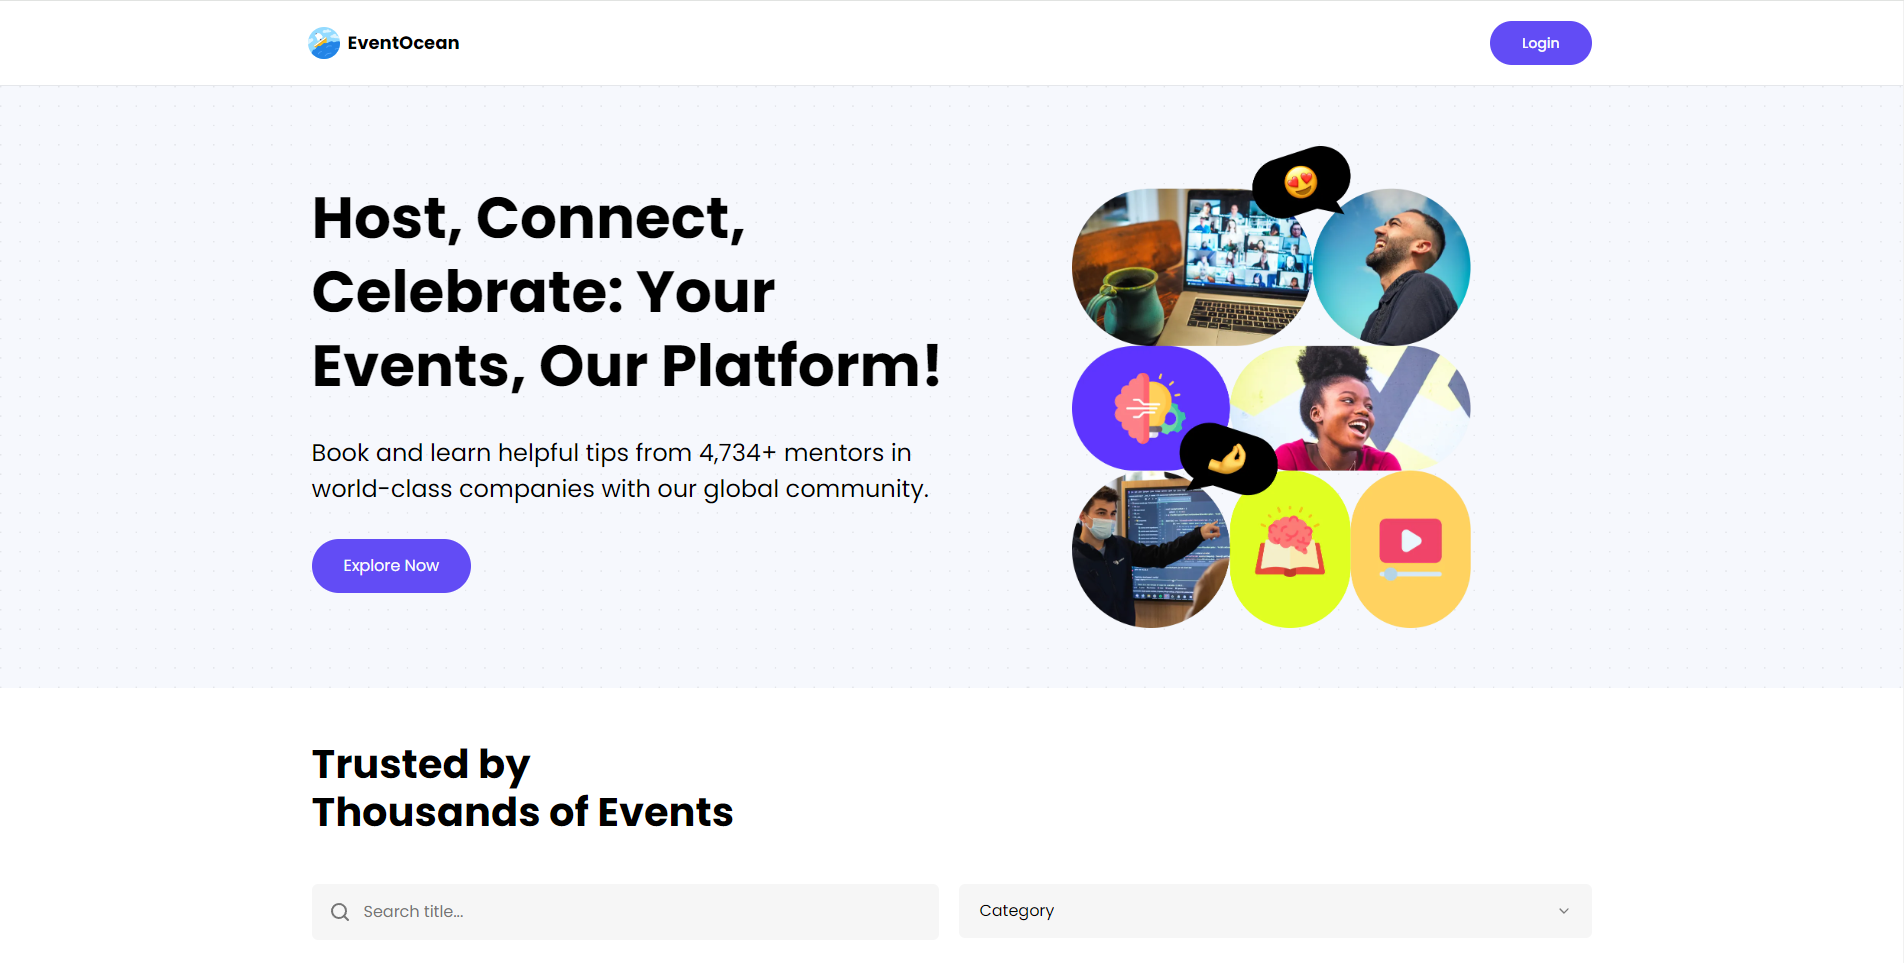 EventOcean
Login
Host, Connect,
Celebrate: Your
Events, Our Platform!
Book and learn helpful tips from 4,734+ mentors in
world-class companies with our global community.
Explore Now
Trusted by
Thousands of Events
Search title...
Category